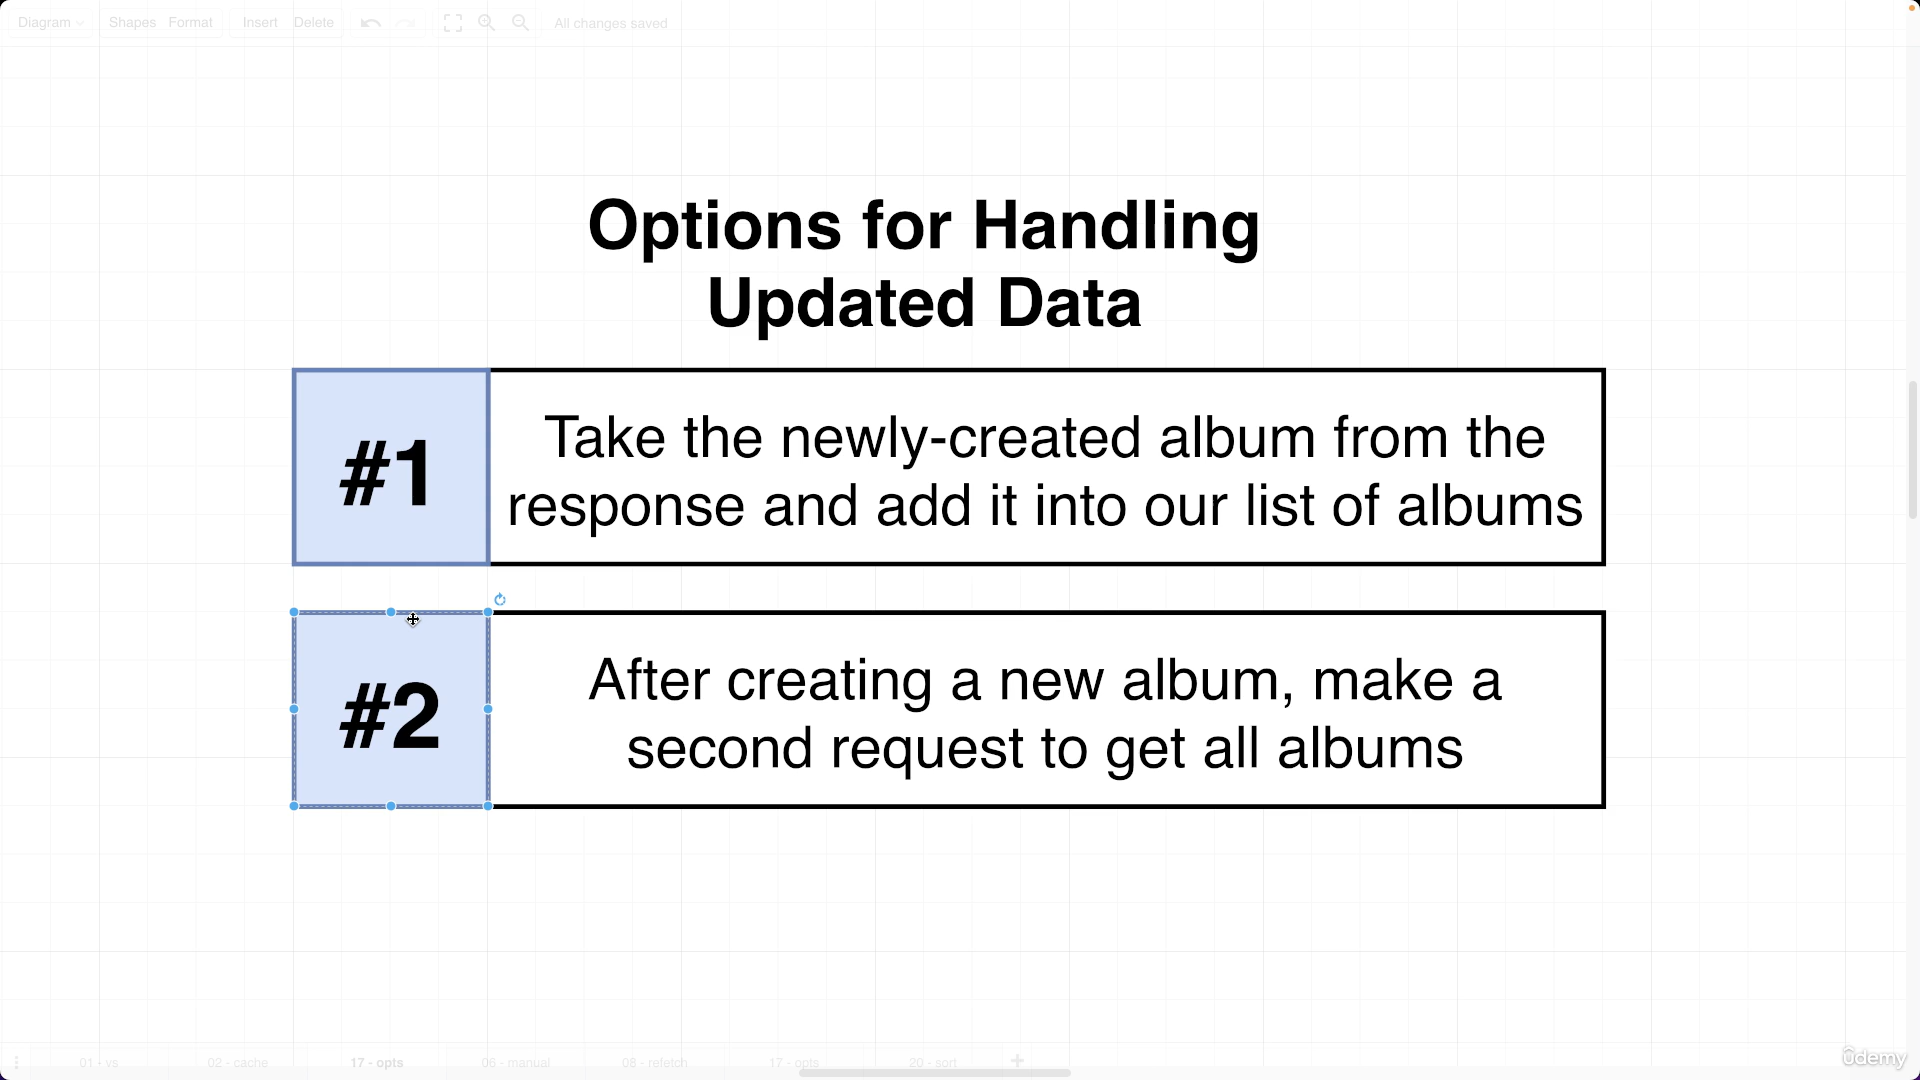 Diagram Shapes Format Insert Delete All changes saved
Options for Handling
Updated Data
#1
Take the newly-created album from the
response and add it into our list of albums
#2
After creating a new album, make a
second request to get all albums
01 - vs 02 - cache 17 - opts 06 - manual 08 - refetch 17 - opts 20 - sort
ûdemy